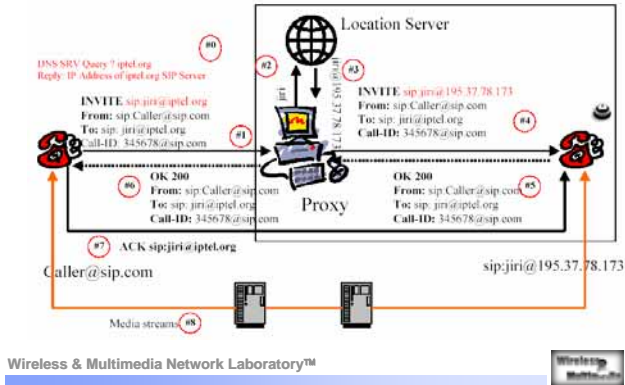 Location Server
#0
DNS SRV Query ? iptel.org
Reply: IP Address of iptel.org SIP Server
#2
#3
jiri
jiri@195.37.78.173
INVITE sip:jiri@iptel.org
From: sip:Caller@sip.com
To: sip: jiri@iptel.org
Call-ID: 345678@sip.com
#1
INVITE sip:jiri@195.37.78.173
From: sip:Caller@sip.com
To: sip: jiri@iptel.org
Call-ID: 345678@sip.com
#4
OK 200
From: sip:Caller@sip.com
To: sip: jiri@iptel.org
Call-ID: 345678@sip.com
#6
Proxy
OK 200
From: sip:Caller@sip.com
To: sip: jiri@iptel.org
Call-ID: 345678@sip.com
#5
#7 ACK sip:jiri@iptel.org
Caller@sip.com
sip:jiri@195.37.78.173
Media streams #8
Wireless & Multimedia Network Laboratory™
Wireless
Multimedia